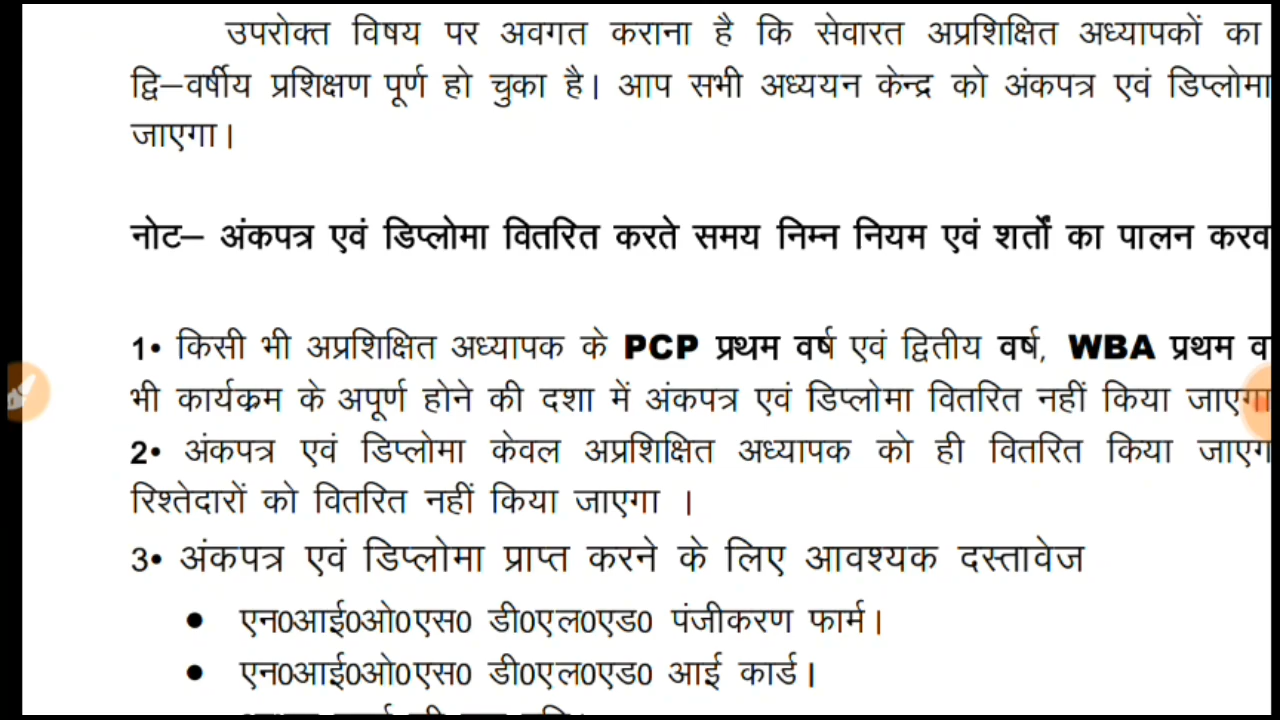 उपरोक्त विषय पर अवगत कराना है कि सेवारत अप्रशिक्षित अध्यापकों का
द्वि–वर्षीय प्रशिक्षण पूर्ण हो चुका है। आप सभी अध्ययन केन्द्र को अंकपत्र एवं डिप्लोमा
जाएगा।
नोट– अंकपत्र एवं डिप्लोमा वितरित करते समय निम्न नियम एवं शर्तों का पालन
1• किसी भी अप्रशिक्षित अध्यापक के PCP प्रथम वर्ष एवं द्वितीय वर्ष, WBA प्रथम
भी कार्यक्रम के अपूर्ण होने की दशा में अंकपत्र एवं डिप्लोमा वितरित नहीं किया जाएगा
2• अंकपत्र एवं डिप्लोमा केवल अप्रशिक्षित अध्यापक को ही वितरित किया
रिश्तेदारों को वितरित नहीं किया जाएगा ।
3• अंकपत्र एवं डिप्लोमा प्राप्त करने के लिए आवश्यक दस्तावेज
• एन0आई0ओ0एस0 डी0एल0एड0 पंजीकरण फार्म।
• एन0आई0ओ0एस0 डी0एल0एड0 आई कार्ड।